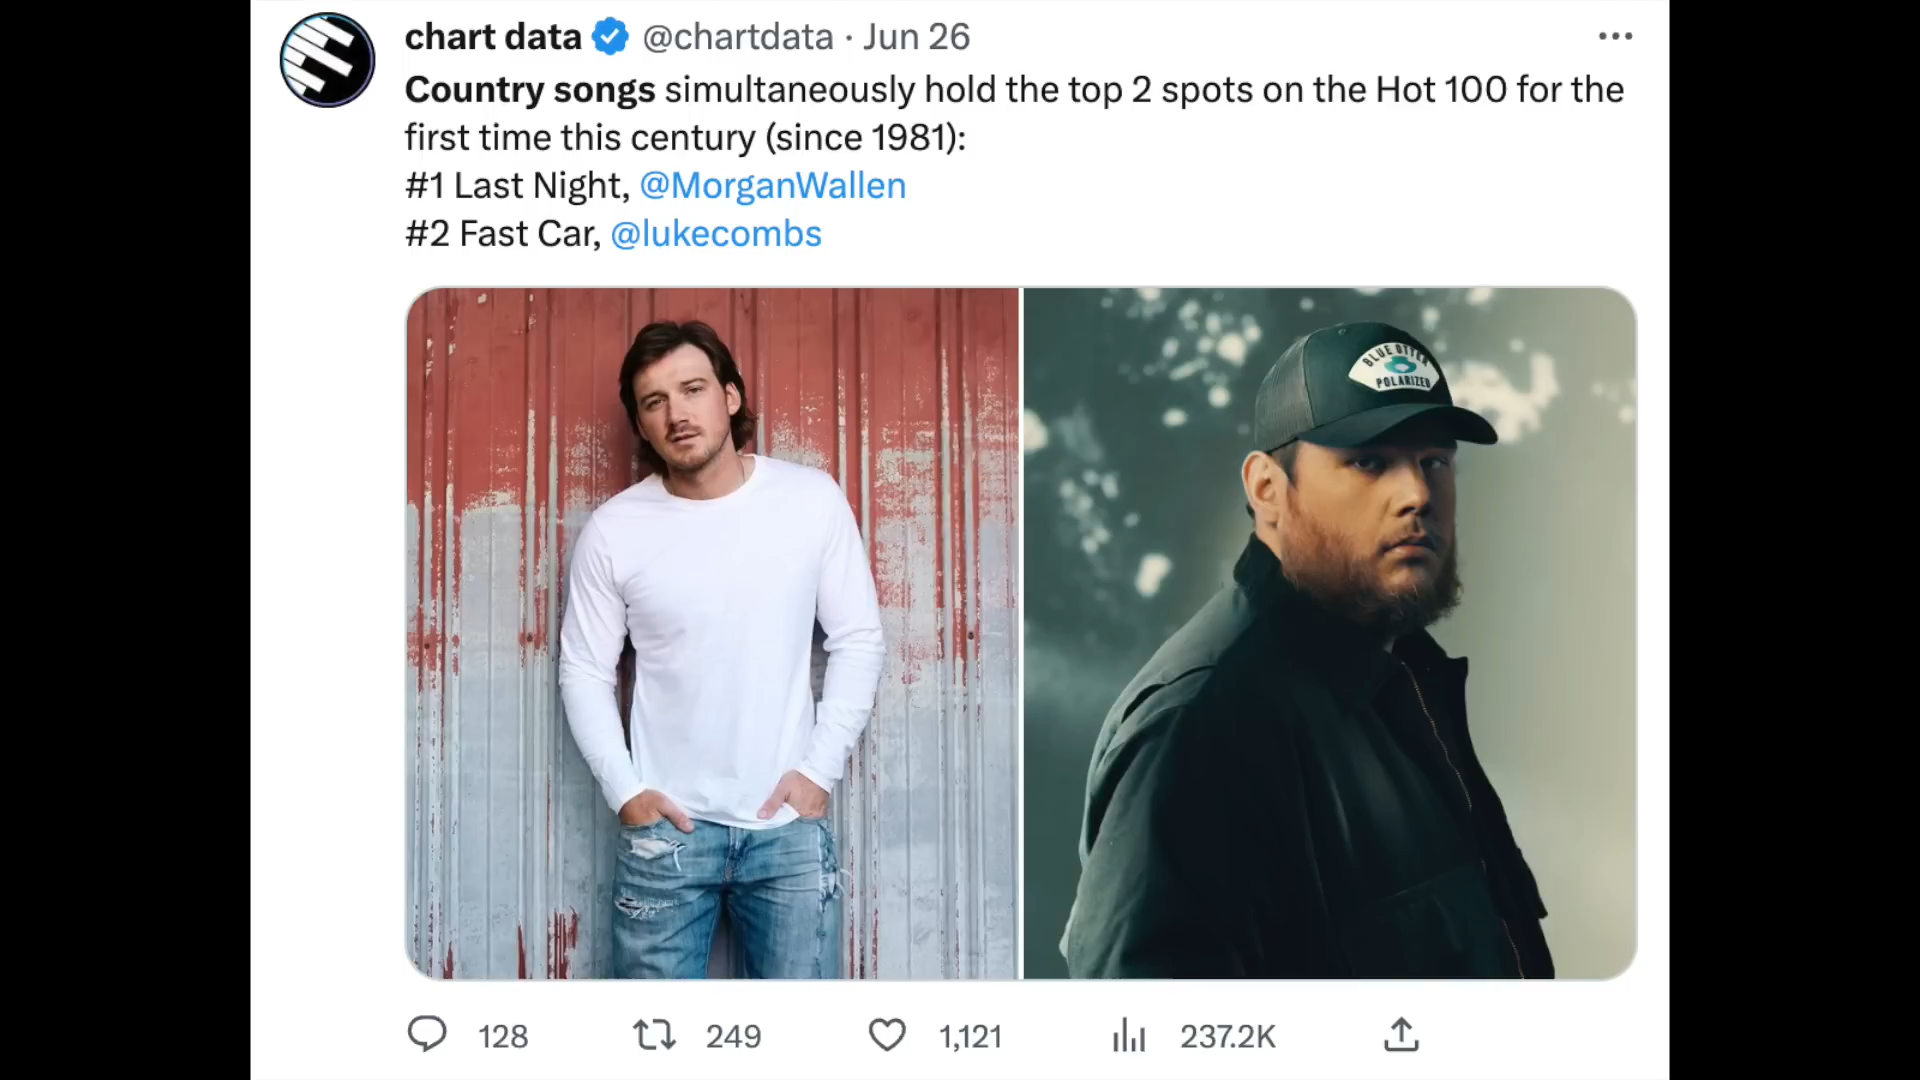 chart data @chartdata · Jun 26
Country songs simultaneously hold the top 2 spots on the Hot 100 for the
first time this century (since 1981):
#1 Last Night, @MorganWallen
#2 Fast Car, @lukecombs
BLUE OTTER
POLARIZED
128 249 1,121 237.2K